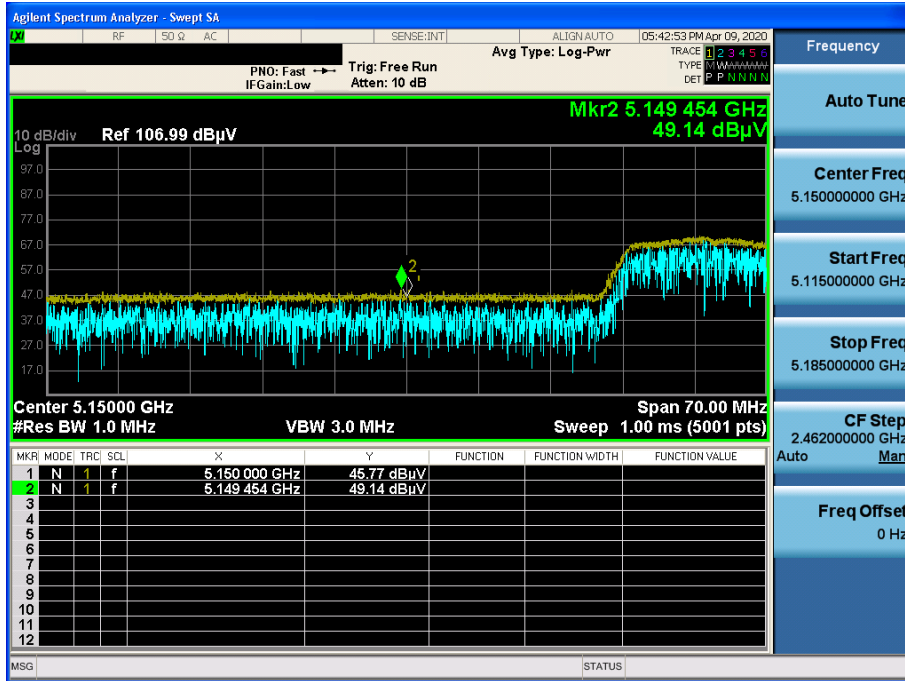 Agilent Spectrum Analyzer - Swept SA
LXI RF 50 Ω AC SENSE:INT ALIGN AUTO 05:42:53 PM Apr 09, 2020
Avg Type: Log-Pwr TRACE 1 2 3 4 5 6
PNO: Fast Trig: Free Run TYPE M W W W W W
IFGain:Low Atten: 10 dB DET P P N N N N
Mkr2 5.149 454 GHz
49.14 dBµV
10 dB/div Ref 106.99 dBµV
Log
97.0
87.0
77.0
67.0
57.0
47.0
37.0
27.0
17.0
2
Center 5.15000 GHz Span 70.00 MHz
#Res BW 1.0 MHz VBW 3.0 MHz Sweep 1.00 ms (5001 pts)
MKR MODE TRC SCL X Y FUNCTION FUNCTION WIDTH FUNCTION VALUE
1 N 1 f 5.150 000 GHz 45.77 dBµV
2 N 1 f 5.149 454 GHz 49.14 dBµV
3
4
5
6
7
8
9
10
11
12
MSG STATUS
Frequency
Auto Tune
Center Freq
5.150000000 GHz
Start Freq
5.115000000 GHz
Stop Freq
5.185000000 GHz
CF Step
2.462000000 GHz
Auto Man
Freq Offset
0 Hz